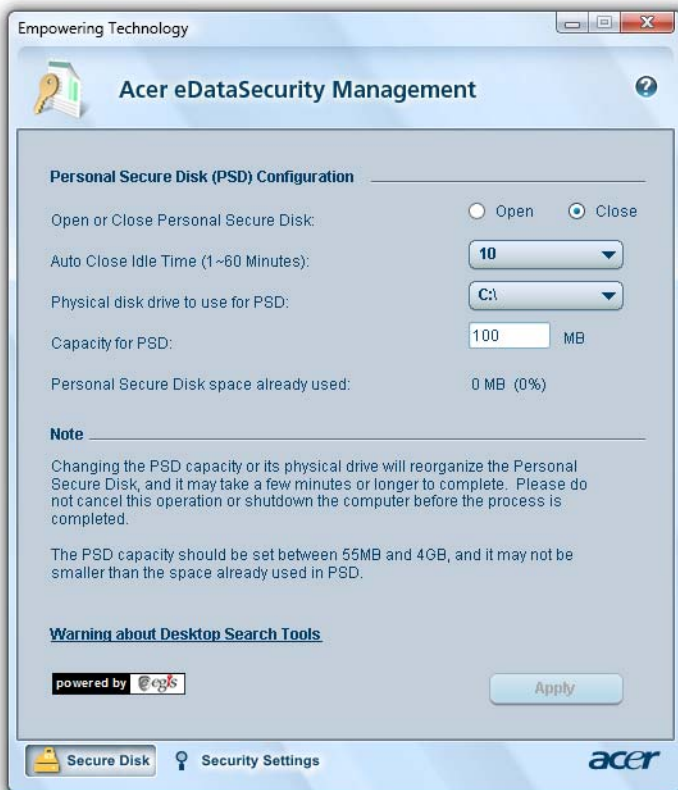 Empowering Technology
Acer eDataSecurity Management
Personal Secure Disk (PSD) Configuration
Open or Close Personal Secure Disk: Open Close
Auto Close Idle Time (1~60 Minutes): 10
Physical disk drive to use for PSD: C:\
Capacity for PSD: 100 MB
Personal Secure Disk space already used: 0 MB (0%)
Note
Changing the PSD capacity or its physical drive will reorganize the Personal
Secure Disk, and it may take a few minutes or longer to complete. Please do
not cancel this operation or shutdown the computer before the process is
completed.
The PSD capacity should be set between 55MB and 4GB, and it may not be
smaller than the space already used in PSD.
Warning about Desktop Search Tools
powered by egis
Apply
Secure Disk Security Settings acer